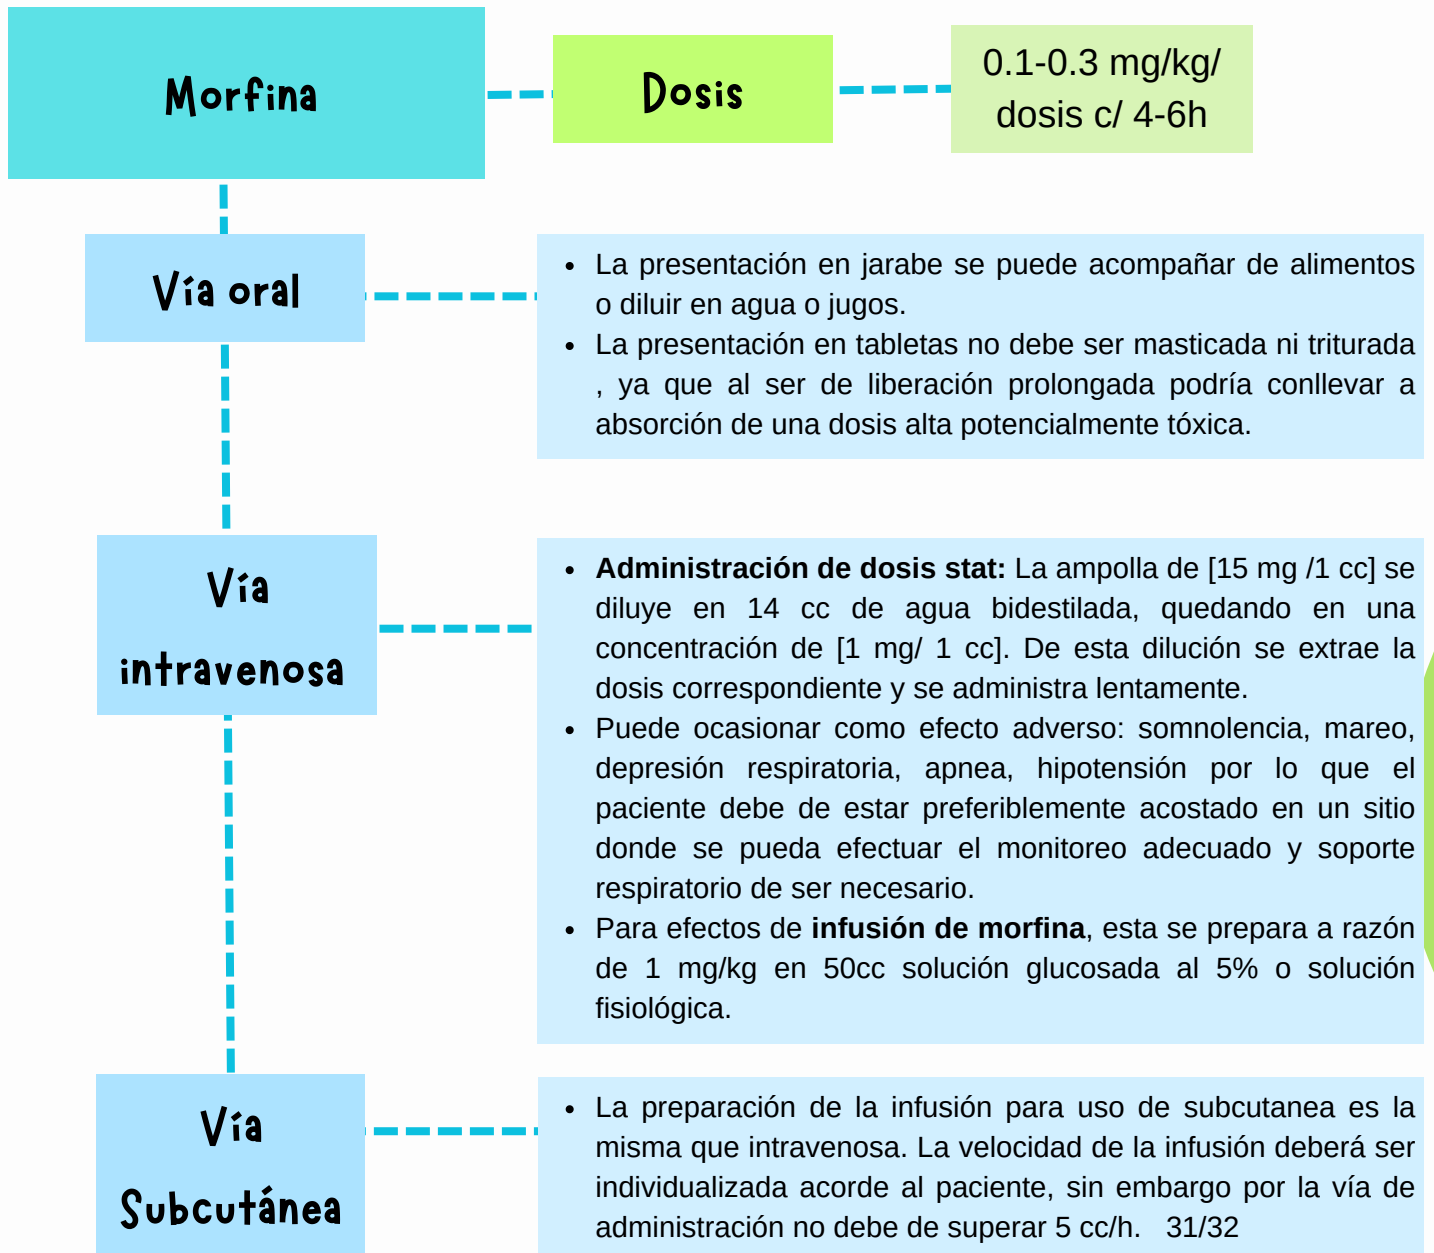 Morfina
Dosis
0.1-0.3 mg/kg/
dosis c/ 4-6h
Vía oral
• La presentación en jarabe se puede acompañar de alimentos
o diluir en agua o jugos.
• La presentación en tabletas no debe ser masticada ni triturada
, ya que al ser de liberación prolongada podría conllevar a
absorción de una dosis alta potencialmente tóxica.
Vía
intravenosa
• Administración de dosis stat: La ampolla de [15 mg /1 cc] se
diluye en 14 cc de agua bidestilada, quedando en una
concentración de [1 mg/ 1 cc]. De esta dilución se extrae la
dosis correspondiente y se administra lentamente.
• Puede ocasionar como efecto adverso: somnolencia, mareo,
depresión respiratoria, apnea, hipotensión por lo que el
paciente debe de estar preferiblemente acostado en un sitio
donde se pueda efectuar el monitoreo adecuado y soporte
respiratorio de ser necesario.
• Para efectos de infusión de morfina, esta se prepara a razón
de 1 mg/kg en 50cc solución glucosada al 5% o solución
fisiológica.
Vía
Subcutánea
• La preparación de la infusión para uso de subcutanea es la
misma que intravenosa. La velocidad de la infusión deberá ser
individualizada acorde al paciente, sin embargo por la vía de
administración no debe de superar 5 cc/h. 31/32